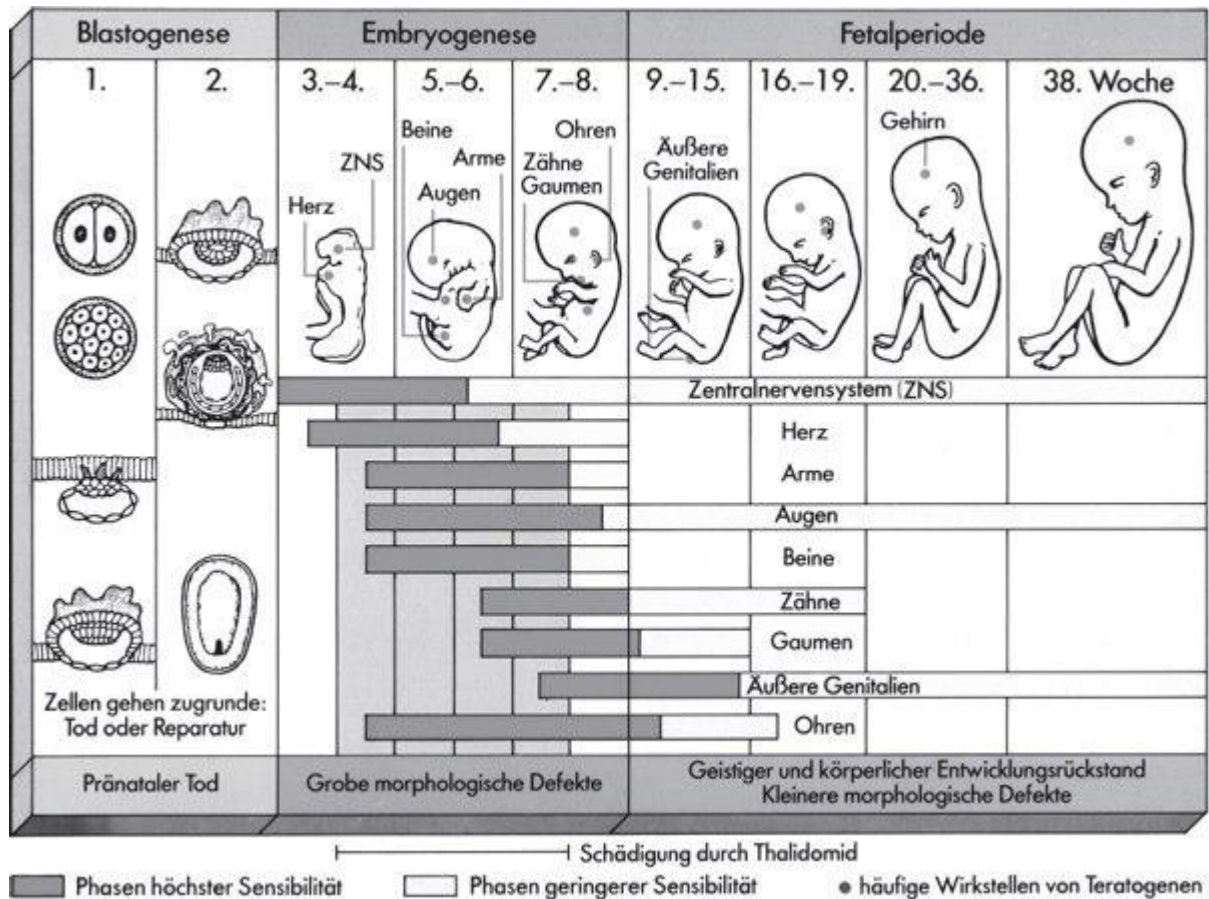 Blastogenese
Embryogenese
Fetalperiode
1.
2.
3.–4.
5.–6.
7.–8.
9.–15.
16.–19.
20.–36.
38. Woche
Herz
ZNS
Beine
Augen
Arme
Ohren
Zähne
Gaumen
Äußere
Genitalien
Gehirn
Zentralnervensystem (ZNS)
Herz
Arme
Augen
Beine
Zähne
Gaumen
Äußere Genitalien
Ohren
Zellen gehen zugrunde:
Tod oder Reparatur
Pränataler Tod
Grobe morphologische Defekte
Geistiger und körperlicher Entwicklungsrückstand
Kleinere morphologische Defekte
Schädigung durch Thalidomid
Phasen höchster Sensibilität
Phasen geringerer Sensibilität
häufige Wirkstellen von Teratogenen